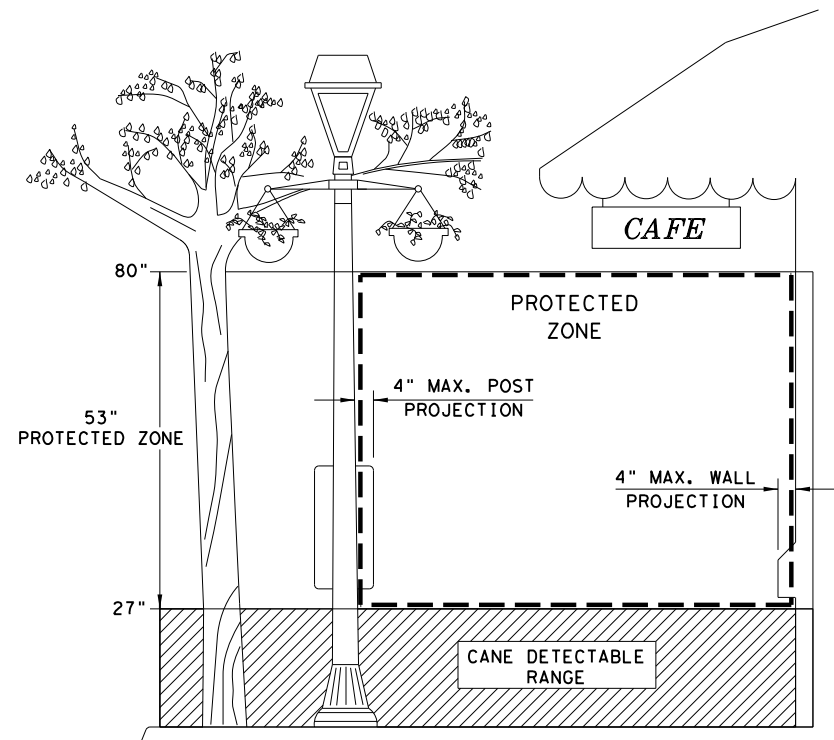 CAFE
80"
PROTECTED
ZONE
4" MAX. POST
PROJECTION
53"
PROTECTED ZONE
4" MAX. WALL
PROJECTION
27"
CANE DETECTABLE
RANGE